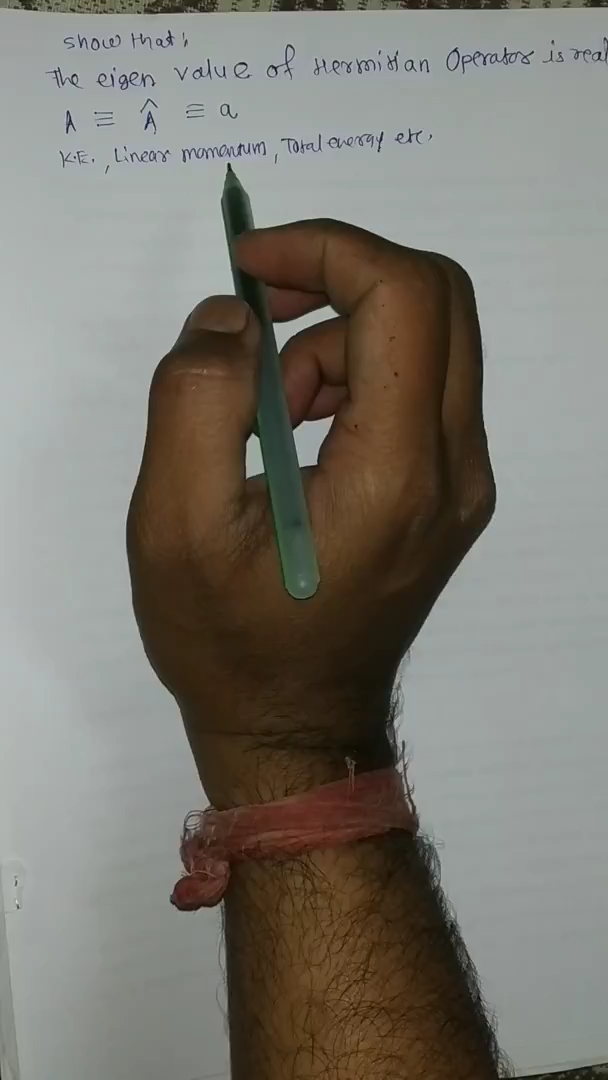 show that:
The eigen value of Hermitian Operator is real
A ≡ Â ≡ a
K.E., Linear momentum, Total energy etc.